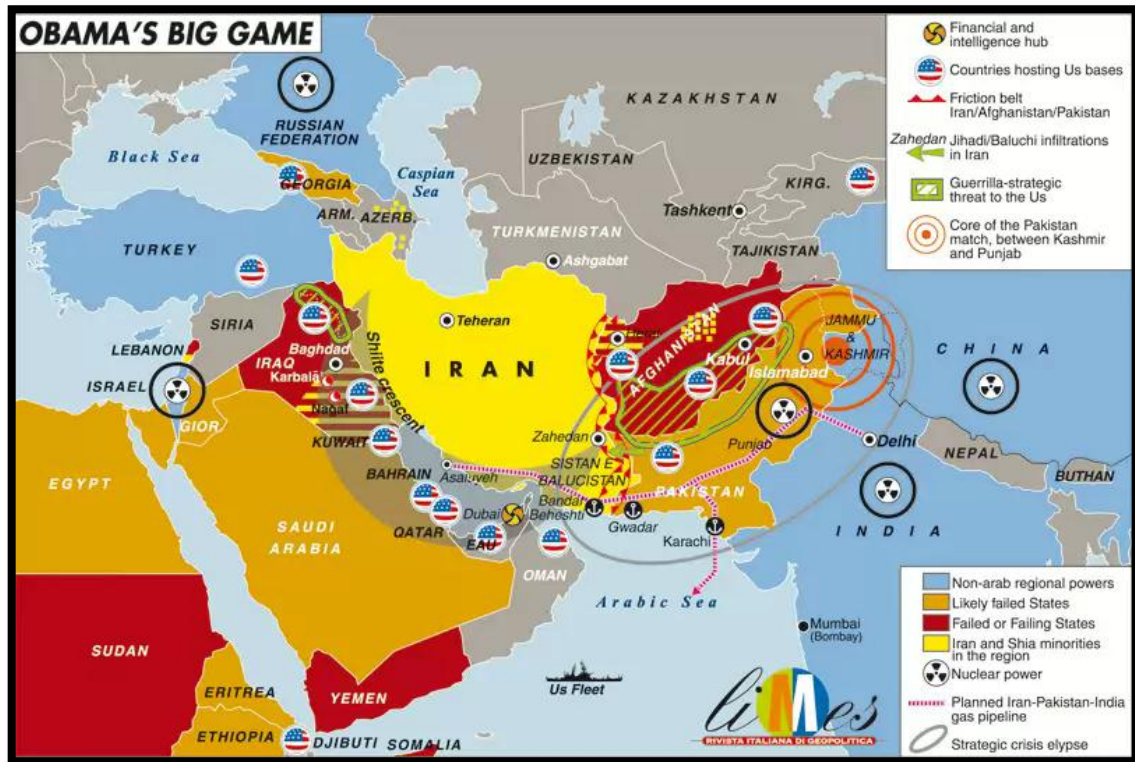 OBAMA'S BIG GAME
Financial and
intelligence hub
Countries hosting Us bases
Friction belt
Iran/Afghanistan/Pakistan
Zahedan
Jihadi/Baluchi infiltrations
in Iran
Guerrilla-strategic
threat to the Us
Core of the Pakistan
match, between Kashmir
and Punjab
RUSSIAN
FEDERATION
KAZAKHSTAN
Black Sea
Caspian
Sea
UZBEKISTAN
KIRG.
GEORGIA
ARM.
AZERB.
Tashkent
TURKEY
TURKMENISTAN
TAJIKISTAN
Ashgabat
SYRIA
Teheran
Herat
AFGHANISTAN
JAMMU
&
KASHMIR
LEBANON
Baghdad
IRAQ
Karbalā
IRAN
Kabul
Islamabad
CHINA
ISRAEL
Nagaf
Shiite crescent
GIOR.
KUWAIT
Zahedan
Punjab
Delhi
NEPAL
BUTHAN
EGYPT
BAHRAIN
Asaluyeh
SISTAN E
BALUCISTAN
PAKISTAN
SAUDI
ARABIA
QATAR
Dubai
Bandar
Beheshti
Gwadar
Karachi
INDIA
EAU
OMAN
Arabic Sea
Mumbai
(Bombay)
SUDAN
YEMEN
Us Fleet
ERITREA
ETHIOPIA
DJIBUTI
SOMALIA
liMes
RIVISTA ITALIANA DI GEOPOLITICA
Non-arab regional powers
Likely failed States
Failed or Failing States
Iran and Shia minorities
in the region
Nuclear power
Planned Iran-Pakistan-India
gas pipeline
Strategic crisis elypse